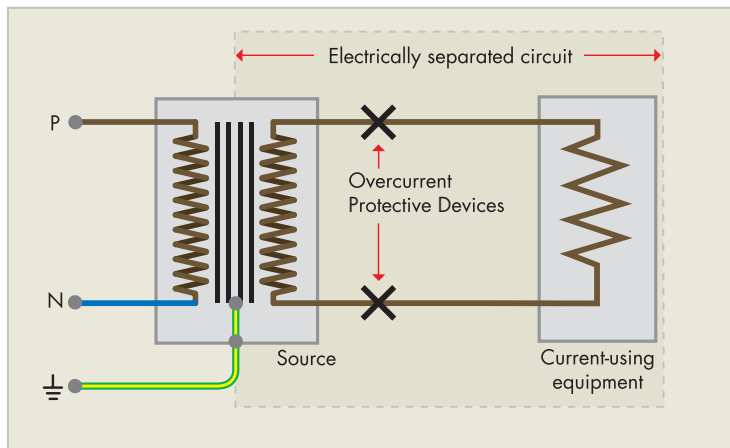 Electrically separated circuit
P
Overcurrent
Protective Devices
N
Source
Current-using
equipment